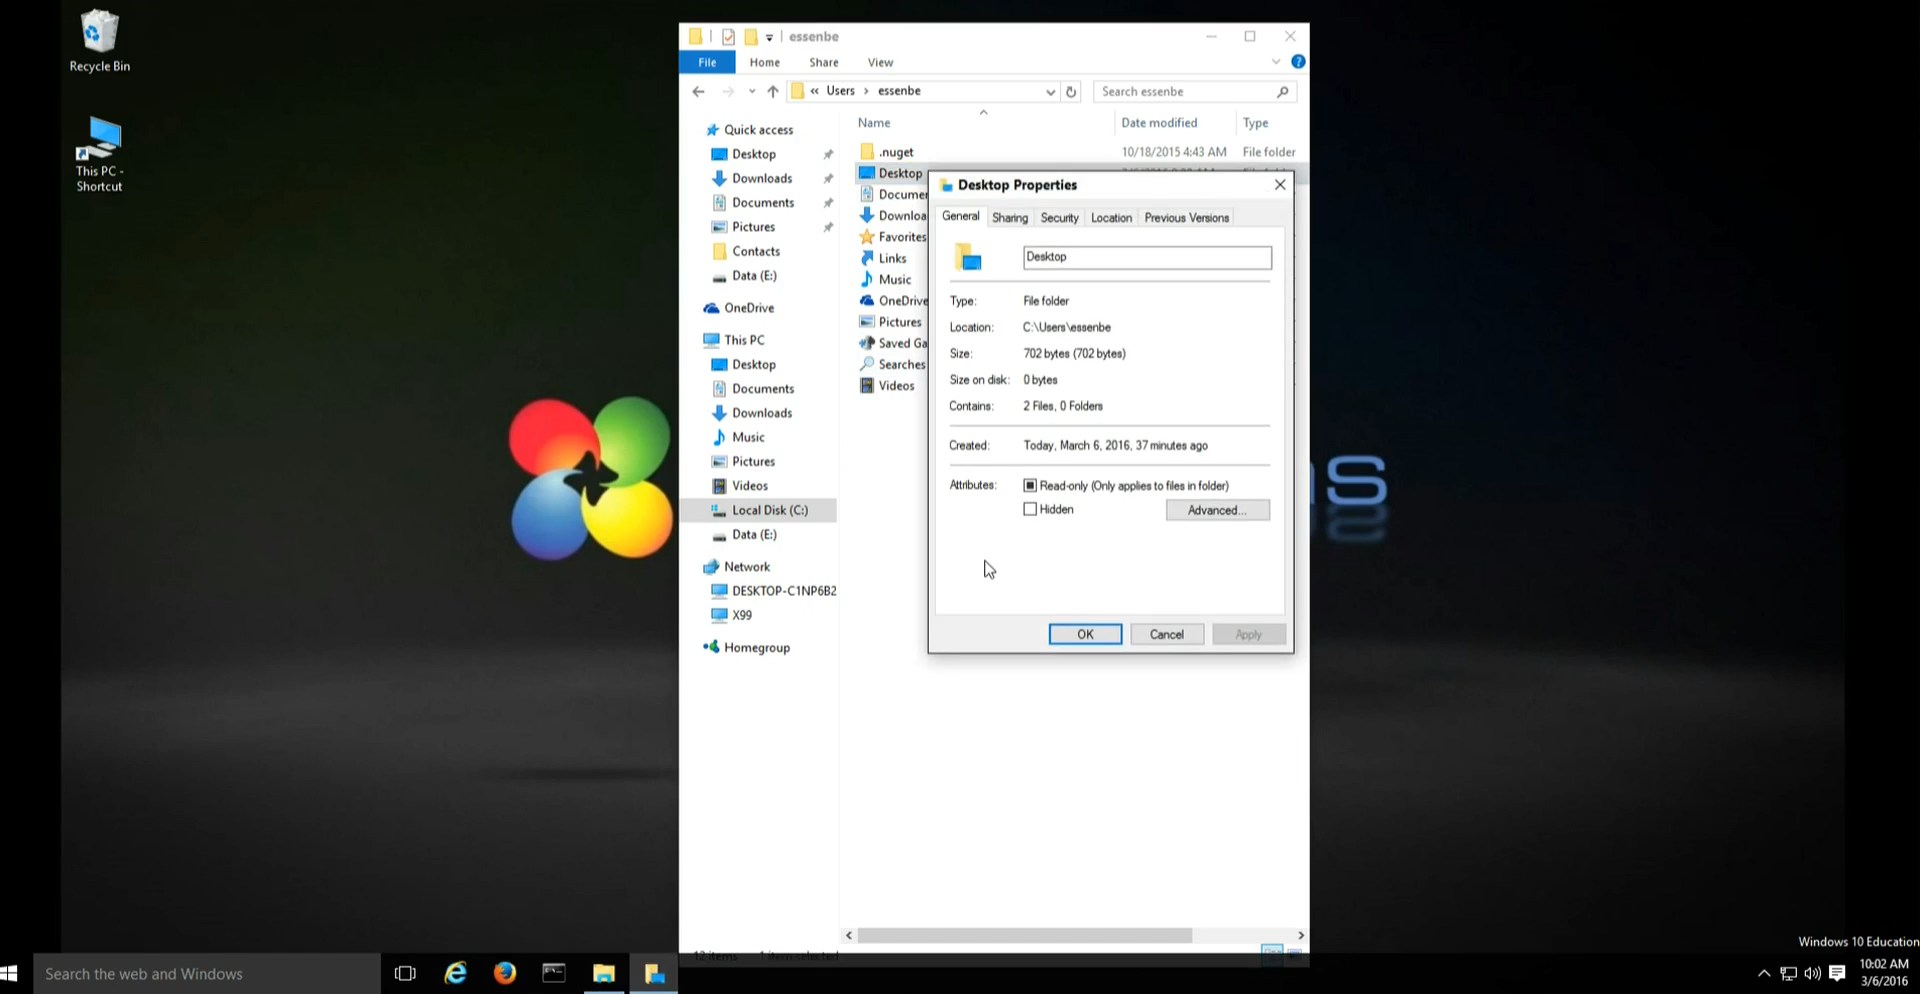 Recycle Bin
This PC -
Shortcut
essenbe
File
Home
Share
View
« Users > essenbe
Search essenbe
Quick access
Desktop
Downloads
Documents
Pictures
Contacts
Data (E:)
OneDrive
This PC
Desktop
Documents
Downloads
Music
Pictures
Videos
Local Disk (C:)
Data (E:)
Network
DESKTOP-C1NP6B2
X99
Homegroup
Name Date modified Type
.nuget 10/18/2015 4:43 AM File folder
Desktop
Documen
Downloa
Favorites
Links
Music
OneDrive
Pictures
Saved Ga
Searches
Videos
Desktop Properties
General Sharing Security Location Previous Versions
Desktop
Type: File folder
Location: C:\Users\essenbe
Size: 702 bytes (702 bytes)
Size on disk: 0 bytes
Contains: 2 Files, 0 Folders
Created: Today, March 6, 2016, 37 minutes ago
Attributes: Read-only (Only applies to files in folder)
Hidden
Advanced...
OK
Cancel
Apply
S
12 items 1 item selected
Windows 10 Education
Search the web and Windows
10:02 AM
3/6/2016